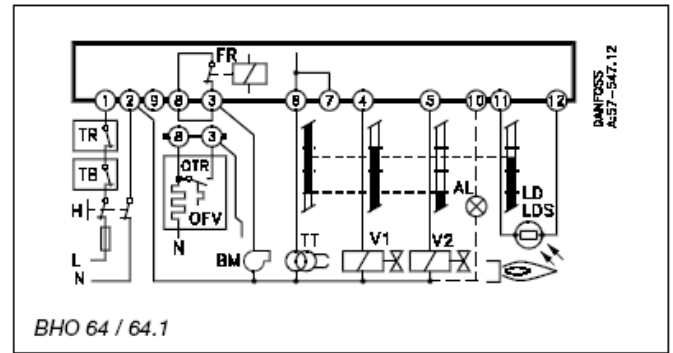 FR
1 2 9 8 3 6 7 4 5 10 11 12
DANFOSS
A:57-547.12
TR
8 3
TB
OTR
AL
LD
LDS
H
OFV
L
N
N
BM
TT
V1
V2
BHO 64 / 64.1